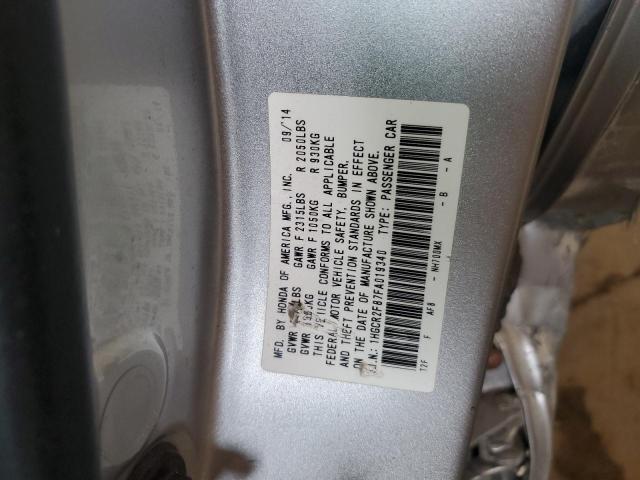 MFD. BY HONDA OF AMERICA MFG., INC. 09/'14
GVWR LBS GAWR F 2315LBS R 2050LBS
GVWR KG GAWR F 1050KG R 930KG
THIS VEHICLE CONFORMS TO ALL APPLICABLE
FEDERAL MOTOR VEHICLE SAFETY, BUMPER,
AND THEFT PREVENTION STANDARDS IN EFFECT
ON THE DATE OF MANUFACTURE SHOWN ABOVE.
V.I.N.: 1HGCR2F87FA019340 TYPE: PASSENGER CAR
T2F F AF8 - NH700MX - B - A